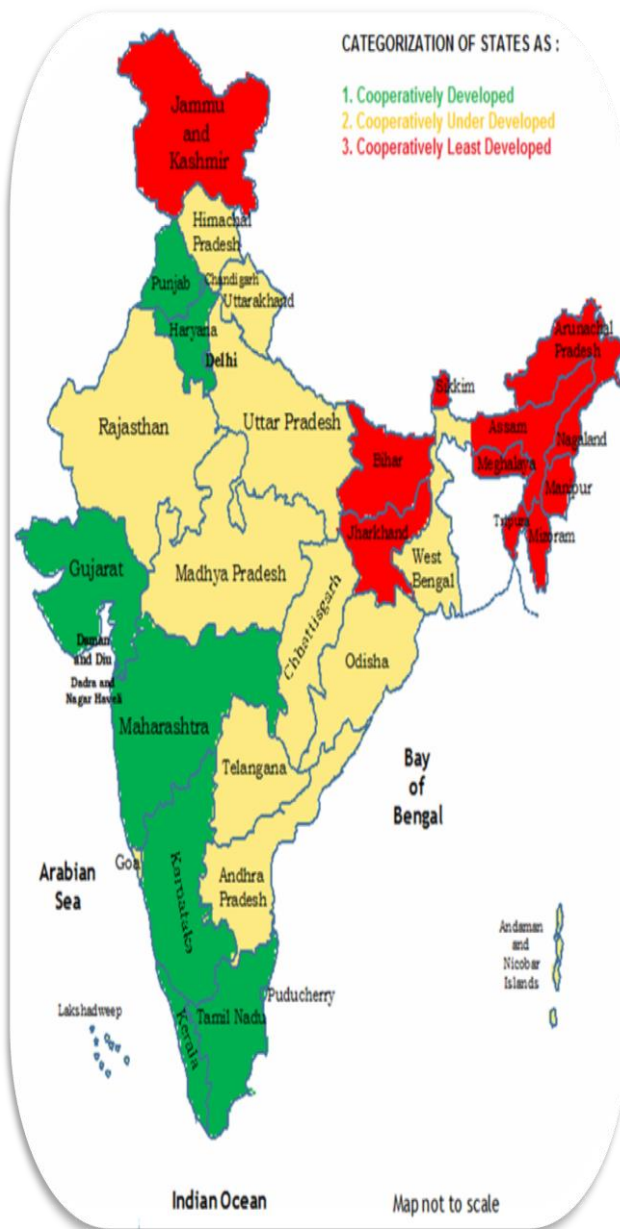 CATEGORIZATION OF STATES AS :
1. Cooperatively Developed
2. Cooperatively Under Developed
3. Cooperatively Least Developed
Jammu
and
Kashmir
Himachal
Pradesh
Chandigarh
Punjab
Uttarakhand
Haryana
Delhi
Arunachal
Pradesh
Sikkim
Rajasthan
Uttar Pradesh
Assam
Nagaland
Bihar
Meghalaya
Manipur
Tripura
Mizoram
Jharkhand
Gujarat
Madhya Pradesh
West
Bengal
Chhattisgarh
Odisha
Daman
and Diu
Dadra and
Nagar Haveli
Maharashtra
Telangana
Bay
of
Bengal
Goa
Arabian
Sea
Karnataka
Andhra
Pradesh
Andaman
and
Nicobar
Islands
Puducherry
Lakshadweep
Kerala
Tamil Nadu
Indian Ocean
Map not to scale